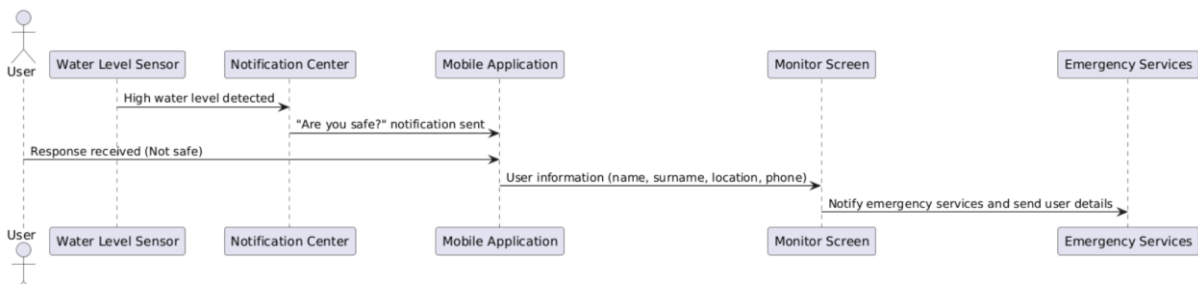 User
Water Level Sensor
Notification Center
Mobile Application
Monitor Screen
Emergency Services
High water level detected
"Are you safe?" notification sent
Response received (Not safe)
User information (name, surname, location, phone)
Notify emergency services and send user details
User
Water Level Sensor
Notification Center
Mobile Application
Monitor Screen
Emergency Services